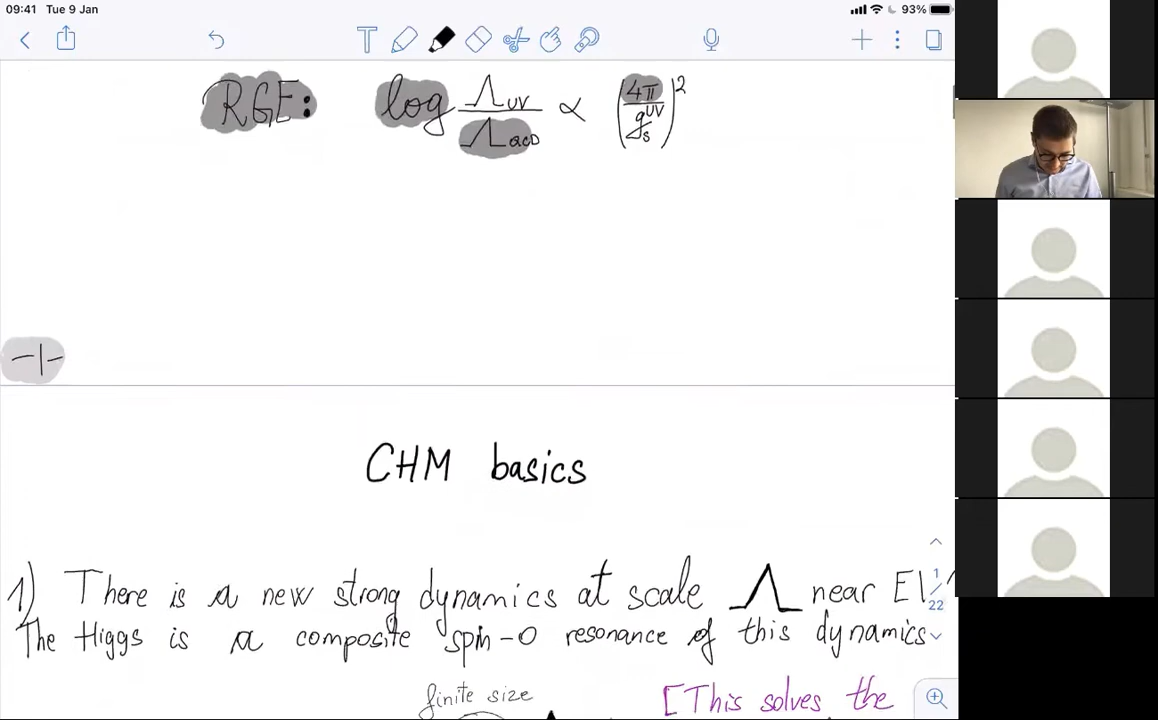 09:41 Tue 9 Jan 93%
RGE: log Λ_UV / Λ_QCD ∝ (4π / g_s^UV)^2
-|-
CHM basics
1) There is a new strong dynamics at scale Λ near
The Higgs is a composite spin-0 resonance of this dynamics
1
22
finite size [This solves the